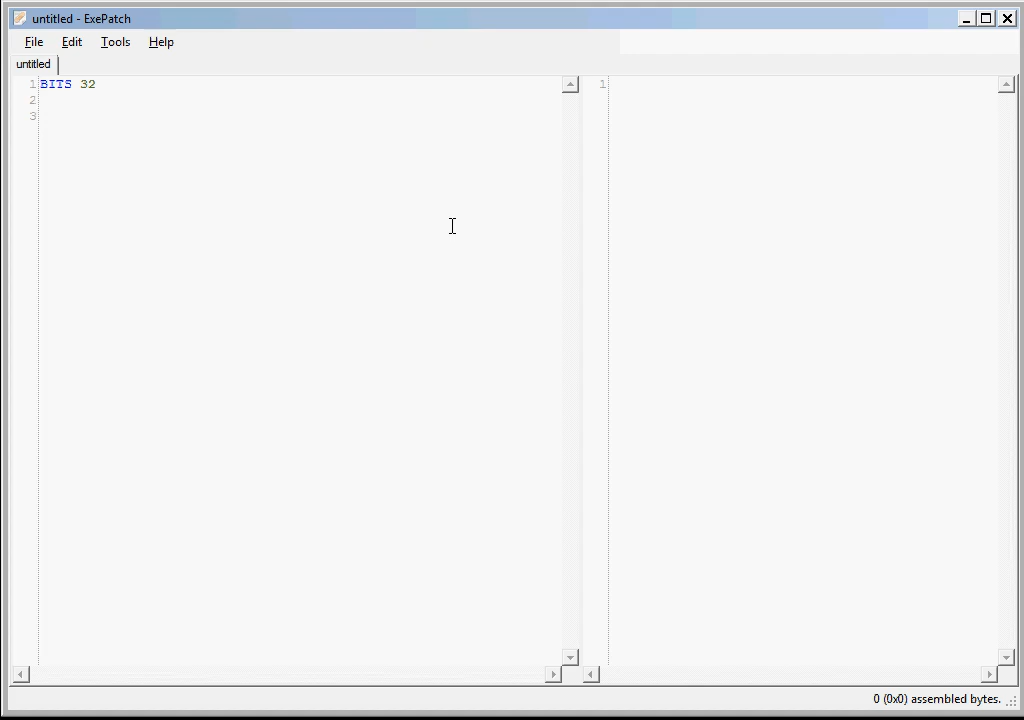 untitled - ExePatch
File Edit Tools Help
untitled
1 BITS 32
2
3
1
0 (0x0) assembled bytes.